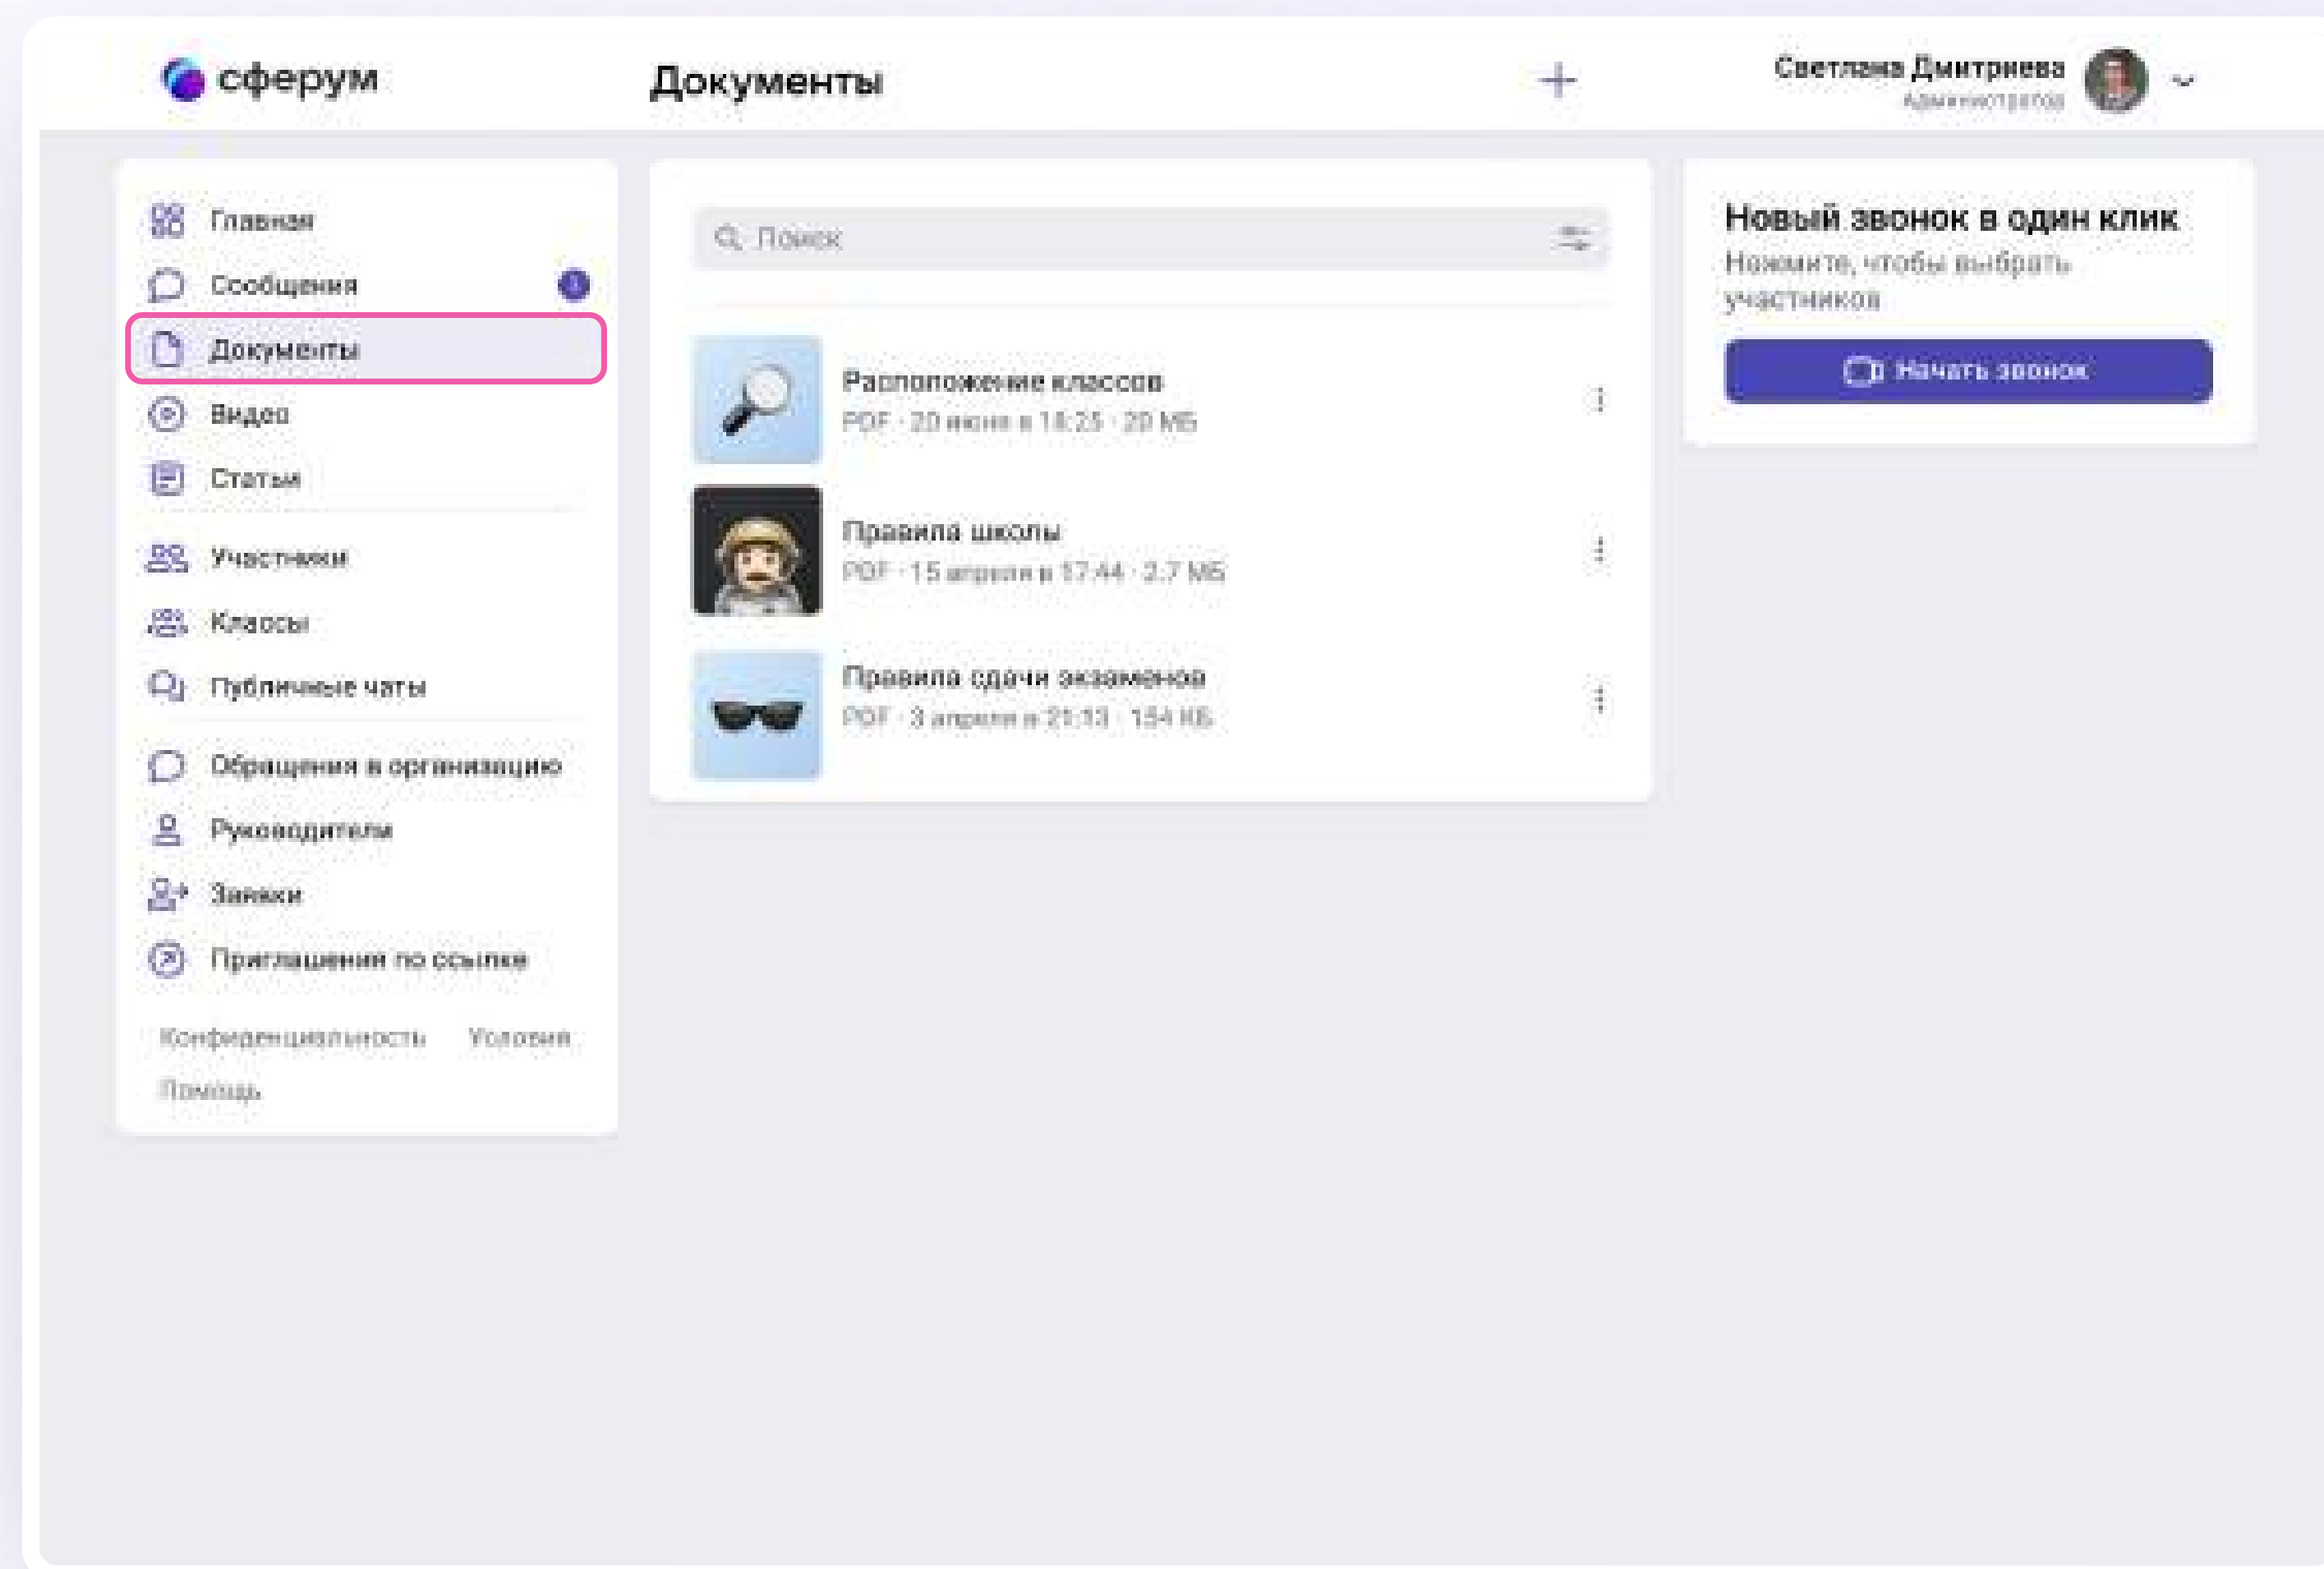 сферум
Документы
Светлана Дмитриева
Администратор
Главная
Сообщения
Документы
Видео
Статьи
Участники
Классы
Публичные чаты
Обращения в организацию
Руководители
Заявки
Приглашения по ссылке
Конфиденциальность Условия
Помощь
Поиск
Расположение классов
PDF · 20 июня в 18:25 · 20 МБ
Правила школы
PDF · 15 апреля в 17:44 · 2.7 МБ
Правила сдачи экзаменов
PDF · 3 апреля в 21:13 · 154 КБ
Новый звонок в один клик
Нажмите, чтобы выбрать
участников
Начать звонок